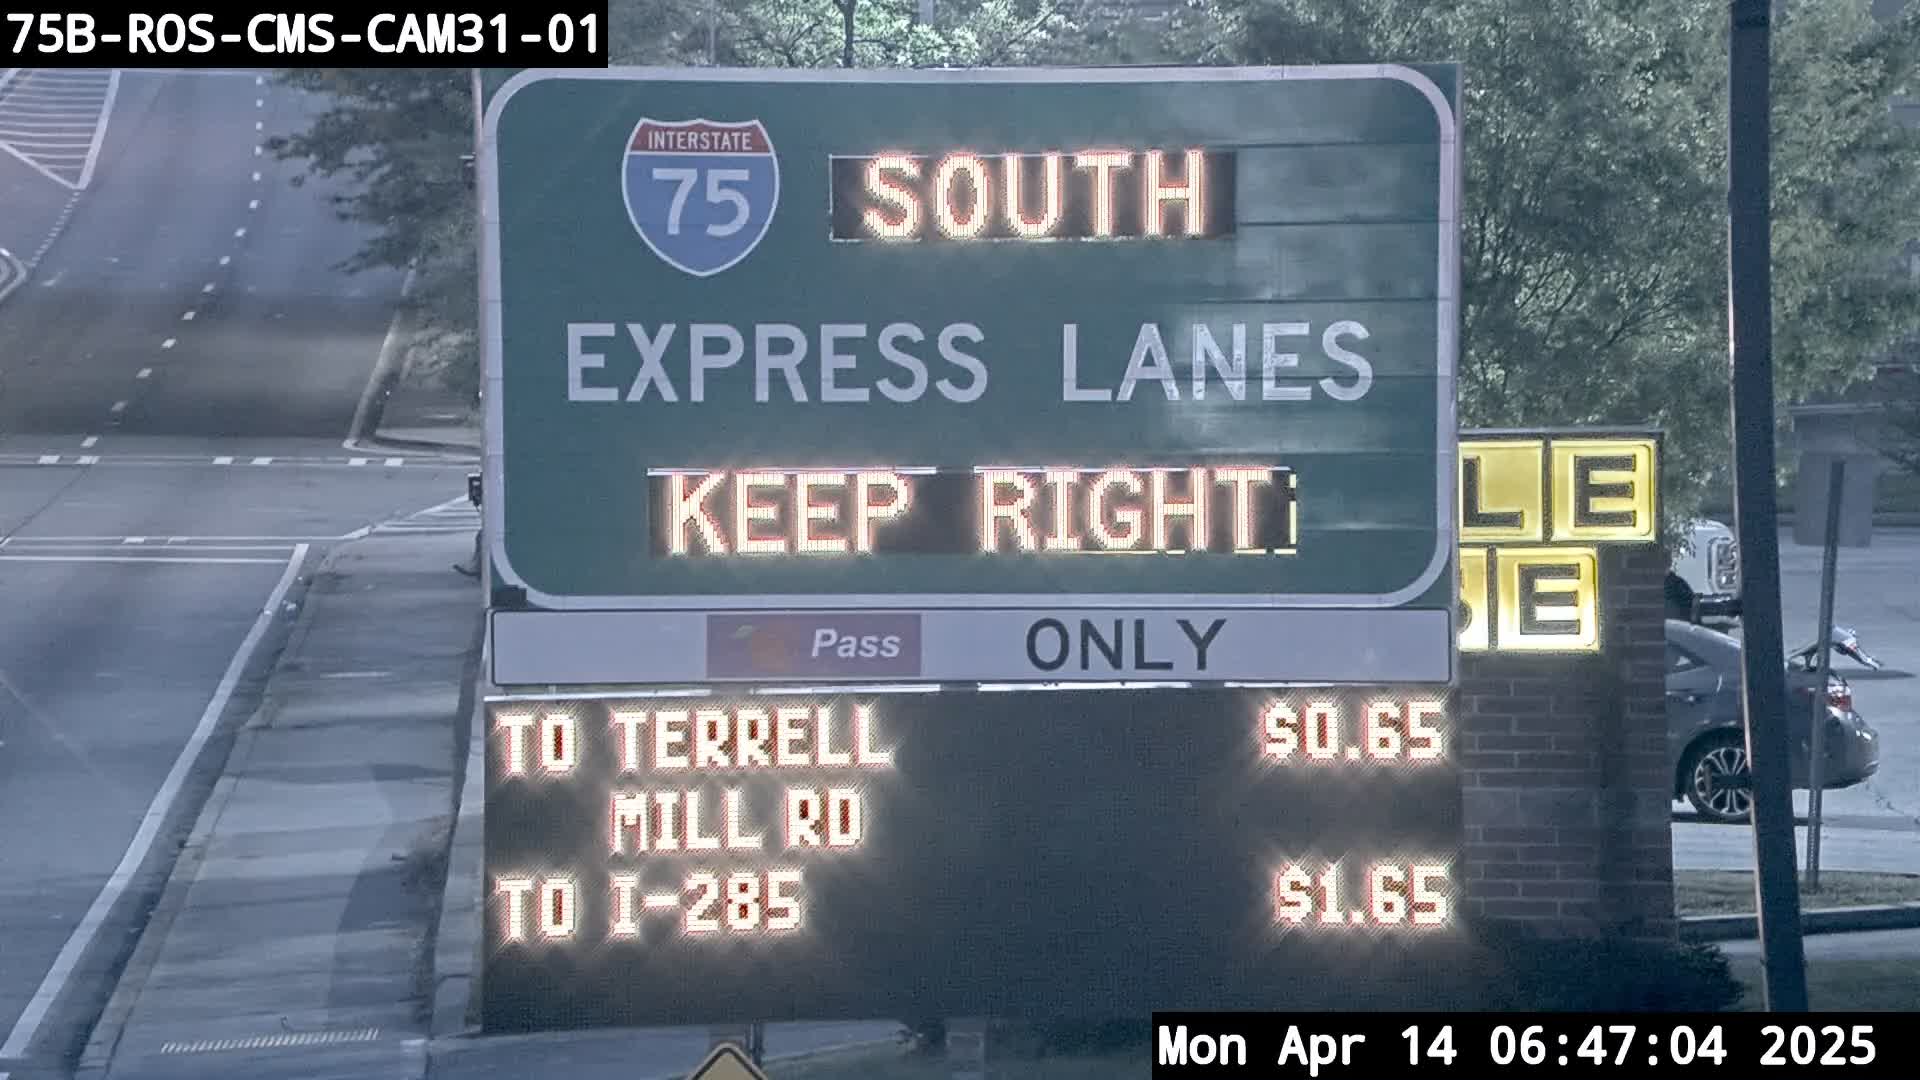 75B-ROS-CMS-CAM31-01
INTERSTATE
75
SOUTH
EXPRESS LANES
KEEP RIGHT
LE
E
Pass ONLY
TO TERRELL $0.65
MILL RD
TO I-285 $1.65
Mon Apr 14 06:47:04 2025